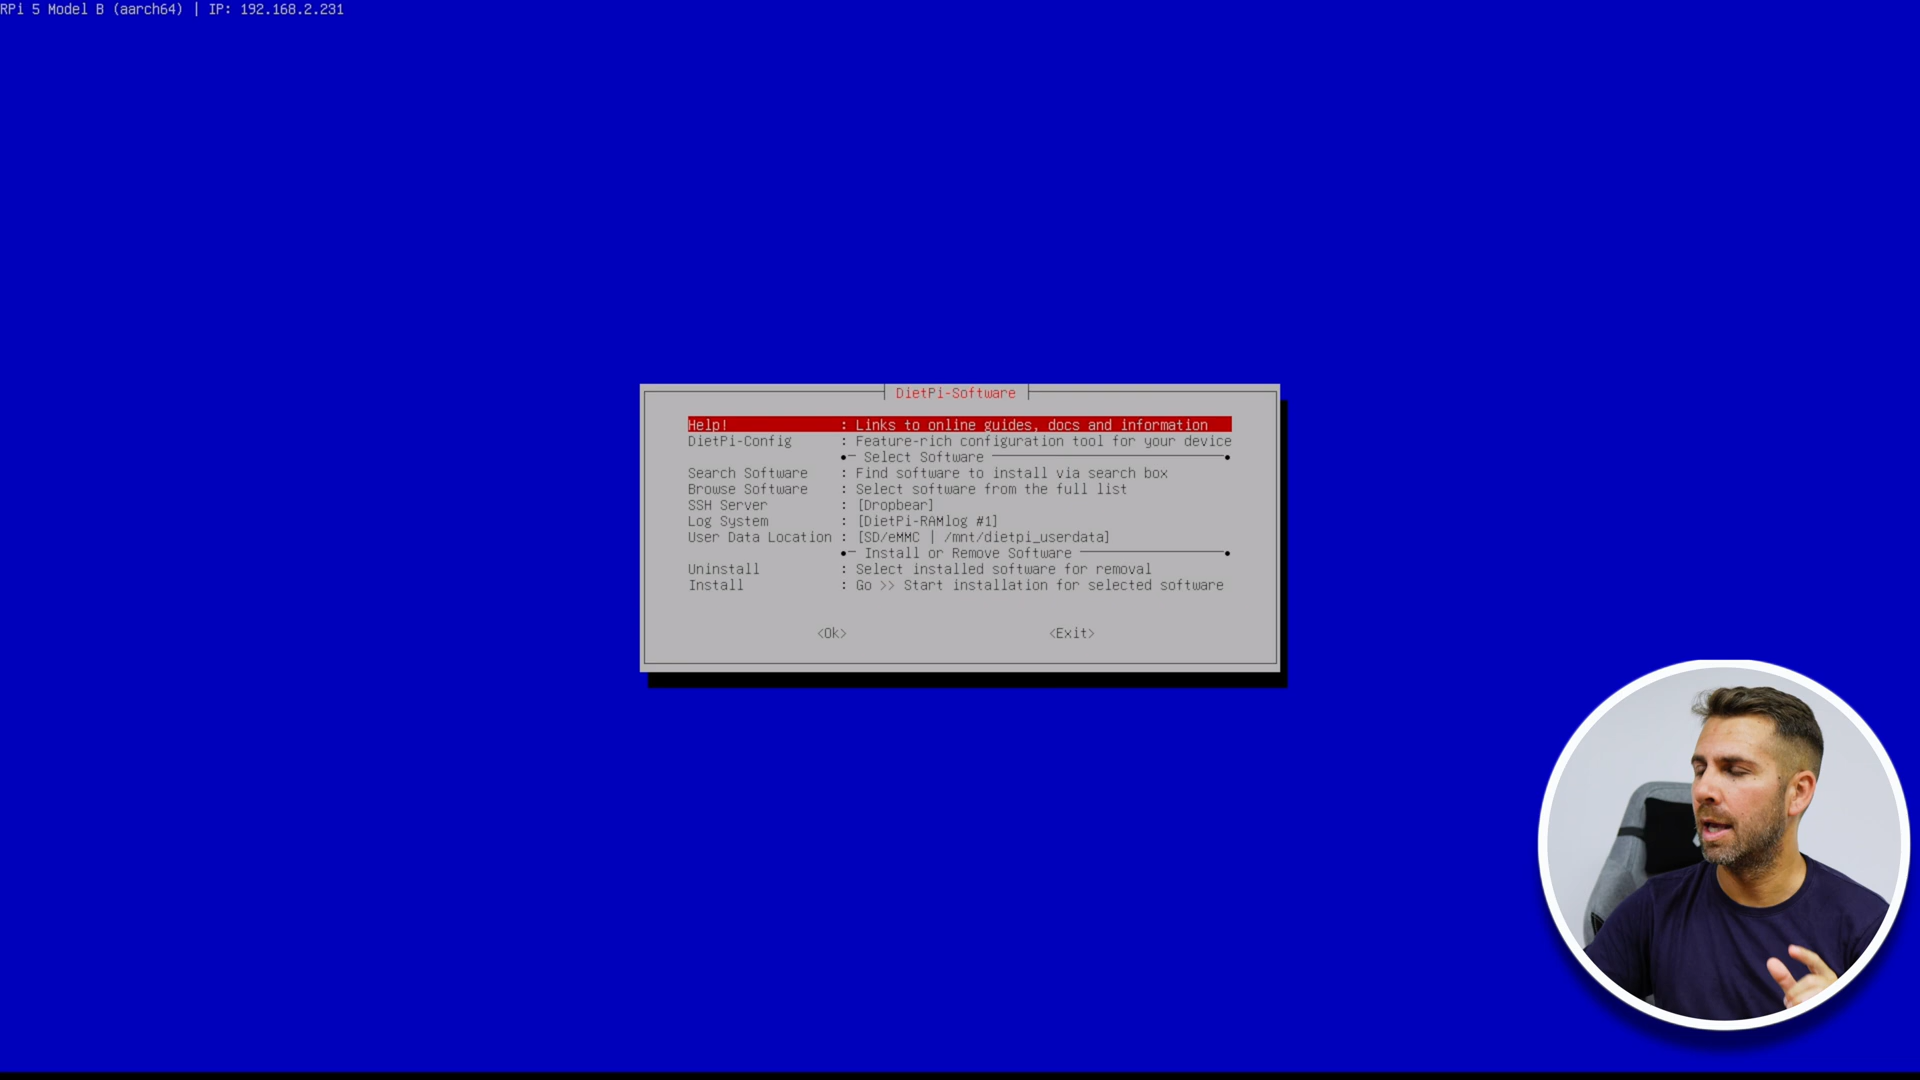 RPi 5 Model B (aarch64) | IP: 192.168.2.231
DietPi-Software
Help! : Links to online guides, docs and information
DietPi-Config : Feature-rich configuration tool for your device
●─ Select Software ─●
Search Software : Find software to install via search box
Browse Software : Select software from the full list
SSH Server : [Dropbear]
Log System : [DietPi-RAMlog #1]
User Data Location : [SD/eMMC | /mnt/dietpi_userdata]
●─ Install or Remove Software ─●
Uninstall : Select installed software for removal
Install : Go >> Start installation for selected software
<Ok> <Exit>